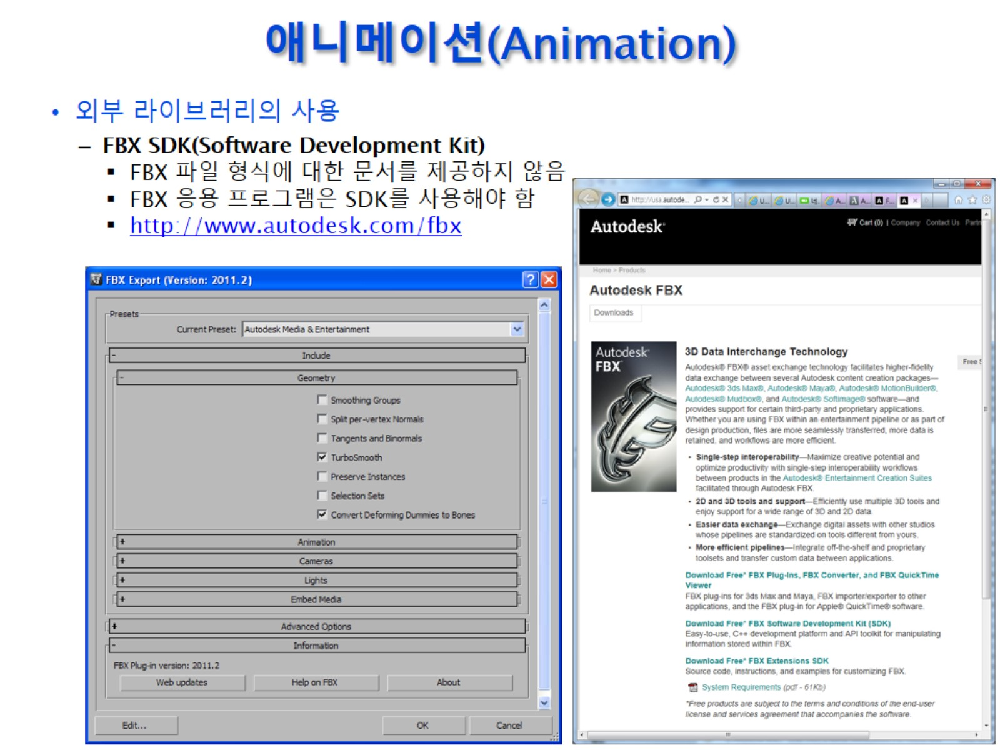 애니메이션(Animation)
• 외부 라이브러리의 사용
– FBX SDK(Software Development Kit)
▪ FBX 파일 형식에 대한 문서를 제공하지 않음
▪ FBX 응용 프로그램은 SDK를 사용해야 함
▪ http://www.autodesk.com/fbx
FBX Export (Version: 2011.2)
Presets
Current Preset: Autodesk Media & Entertainment
- Include
- Geometry
Smoothing Groups
Split per-vertex Normals
Tangents and Binormals
TurboSmooth
Preserve Instances
Selection Sets
Convert Deforming Dummies to Bones
+ Animation
+ Cameras
+ Lights
+ Embed Media
+ Advanced Options
- Information
FBX Plug-in version: 2011.2
Web updates Help on FBX About
Edit... OK Cancel
http://usa.autode...
Autodesk®
Cart (0) | Company Contact Us Partn
Home > Products
Autodesk FBX
Downloads
Autodesk®
FBX®
3D Data Interchange Technology
Free
Autodesk® FBX® asset exchange technology facilitates higher-fidelity
data exchange between several Autodesk content creation packages—
Autodesk® 3ds Max®, Autodesk® Maya®, Autodesk® MotionBuilder®,
Autodesk® Mudbox®, and Autodesk® Softimage® software—and
provides support for certain third-party and proprietary applications.
Whether you are using FBX within an entertainment pipeline or as part of
design production, files are more seamlessly transferred, more data is
retained, and workflows are more efficient.
• Single-step interoperability—Maximize creative potential and
optimize productivity with single-step interoperability workflows
between products in the Autodesk® Entertainment Creation Suites
facilitated through Autodesk FBX.
• 2D and 3D tools and support—Efficiently use multiple 3D tools and
enjoy support for a wide range of 3D and 2D data.
• Easier data exchange—Exchange digital assets with other studios
whose pipelines are standardized on tools different from yours.
• More efficient pipelines—Integrate off-the-shelf and proprietary
toolsets and transfer custom data between applications.
Download Free* FBX Plug-Ins, FBX Converter, and FBX QuickTime
Viewer
FBX plug-ins for 3ds Max and Maya, FBX importer/exporter to other
applications, and the FBX plug-in for Apple® QuickTime® software.
Download Free* FBX Software Development Kit (SDK)
Easy-to-use, C++ development platform and API toolkit for manipulating
information stored within FBX.
Download Free* FBX Extensions SDK
Source code, instructions, and examples for customizing FBX.
System Requirements (pdf - 61Kb)
*Free products are subject to the terms and conditions of the end-user
license and services agreement that accompanies the software.